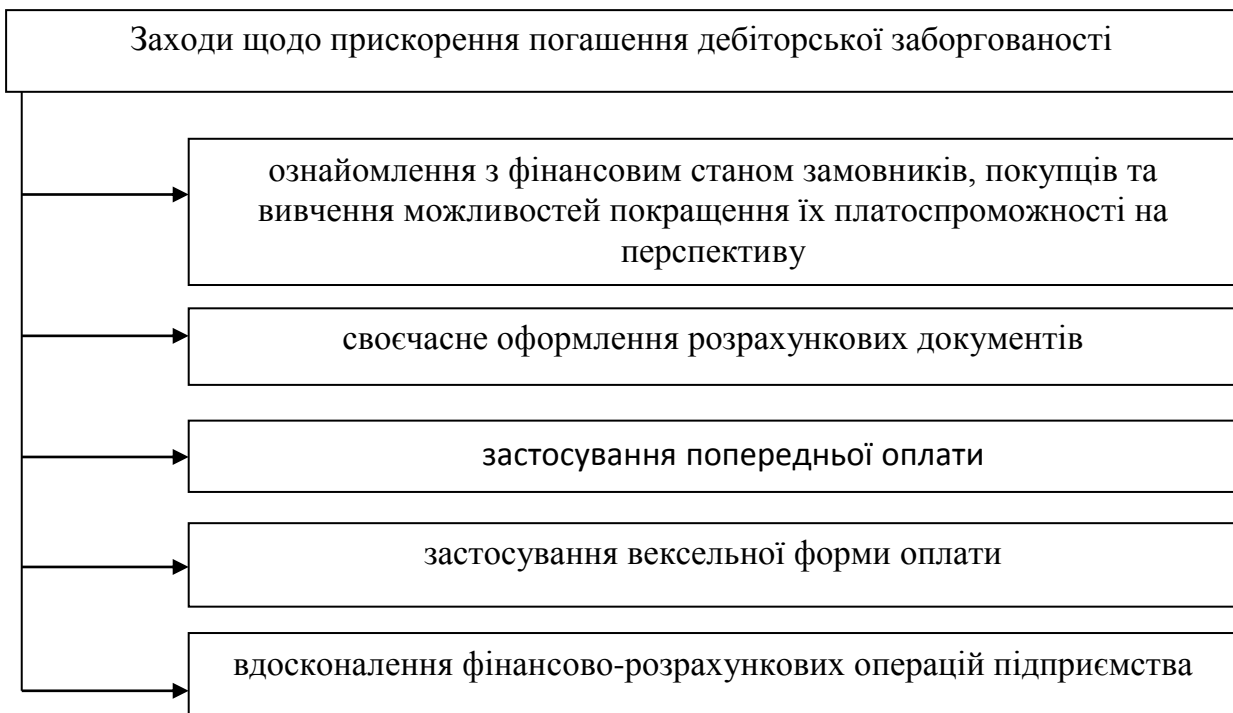 Заходи щодо прискорення погашення дебіторської заборгованості
ознайомлення з фінансовим станом замовників, покупців та
вивчення можливостей покращення їх платоспроможності на
перспективу
своєчасне оформлення розрахункових документів
застосування попередньої оплати
застосування вексельної форми оплати
вдосконалення фінансово-розрахункових операцій підприємства